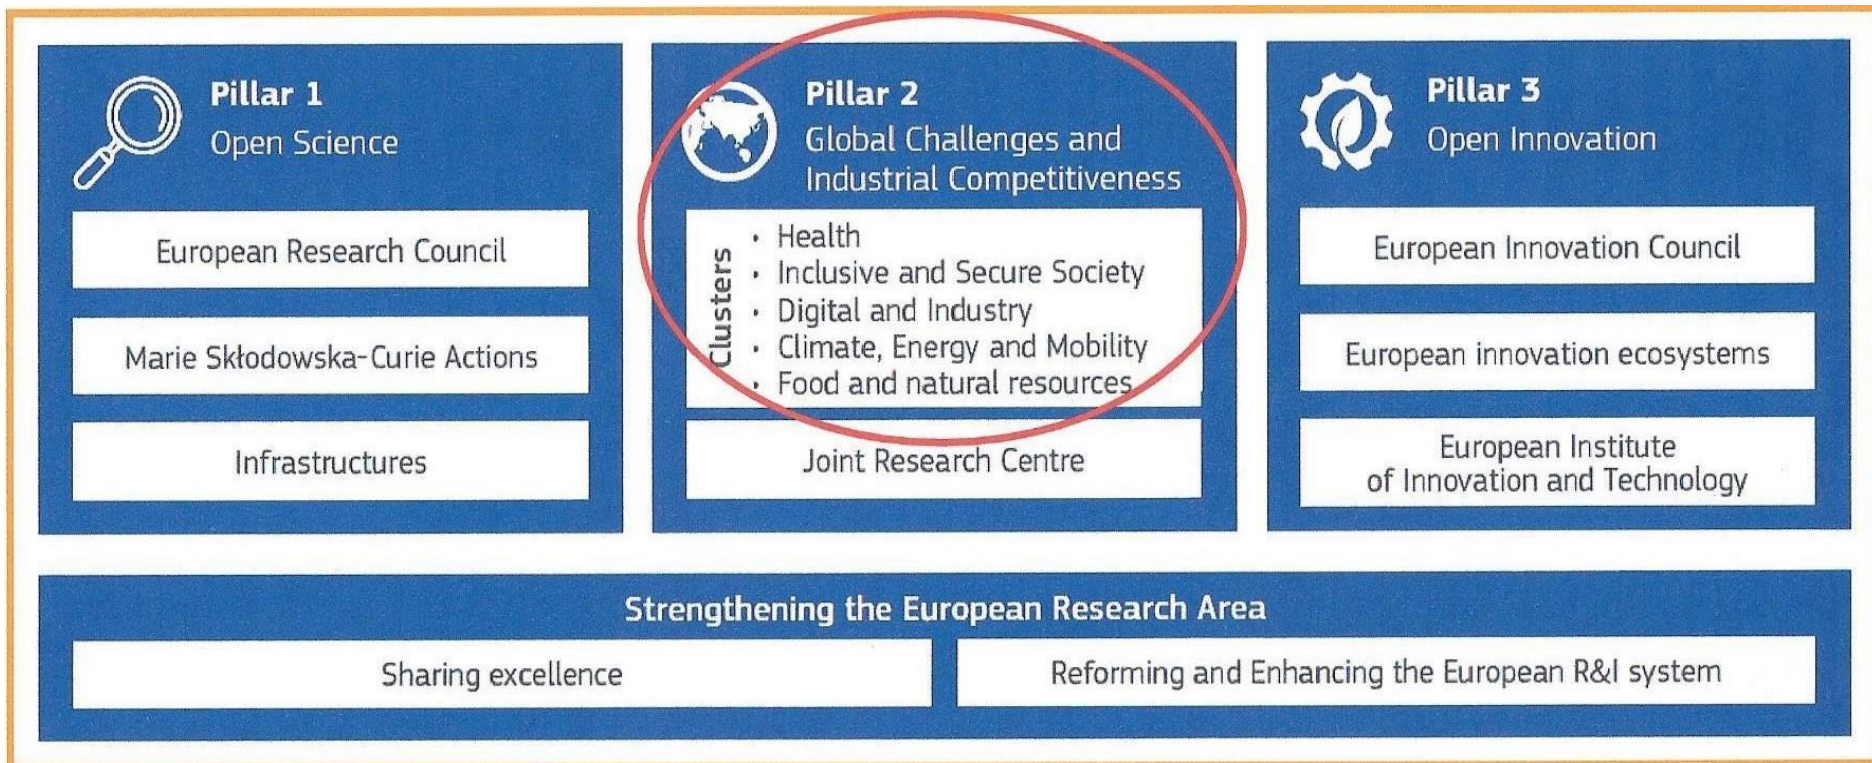 Pillar 1
Open Science
European Research Council
Marie Skłodowska-Curie Actions
Infrastructures
Pillar 2
Global Challenges and
Industrial Competitiveness
Clusters
· Health
· Inclusive and Secure Society
· Digital and Industry
· Climate, Energy and Mobility
· Food and natural resources
Joint Research Centre
Pillar 3
Open Innovation
European Innovation Council
European innovation ecosystems
European Institute
of Innovation and Technology
Strengthening the European Research Area
Sharing excellence
Reforming and Enhancing the European R&I system